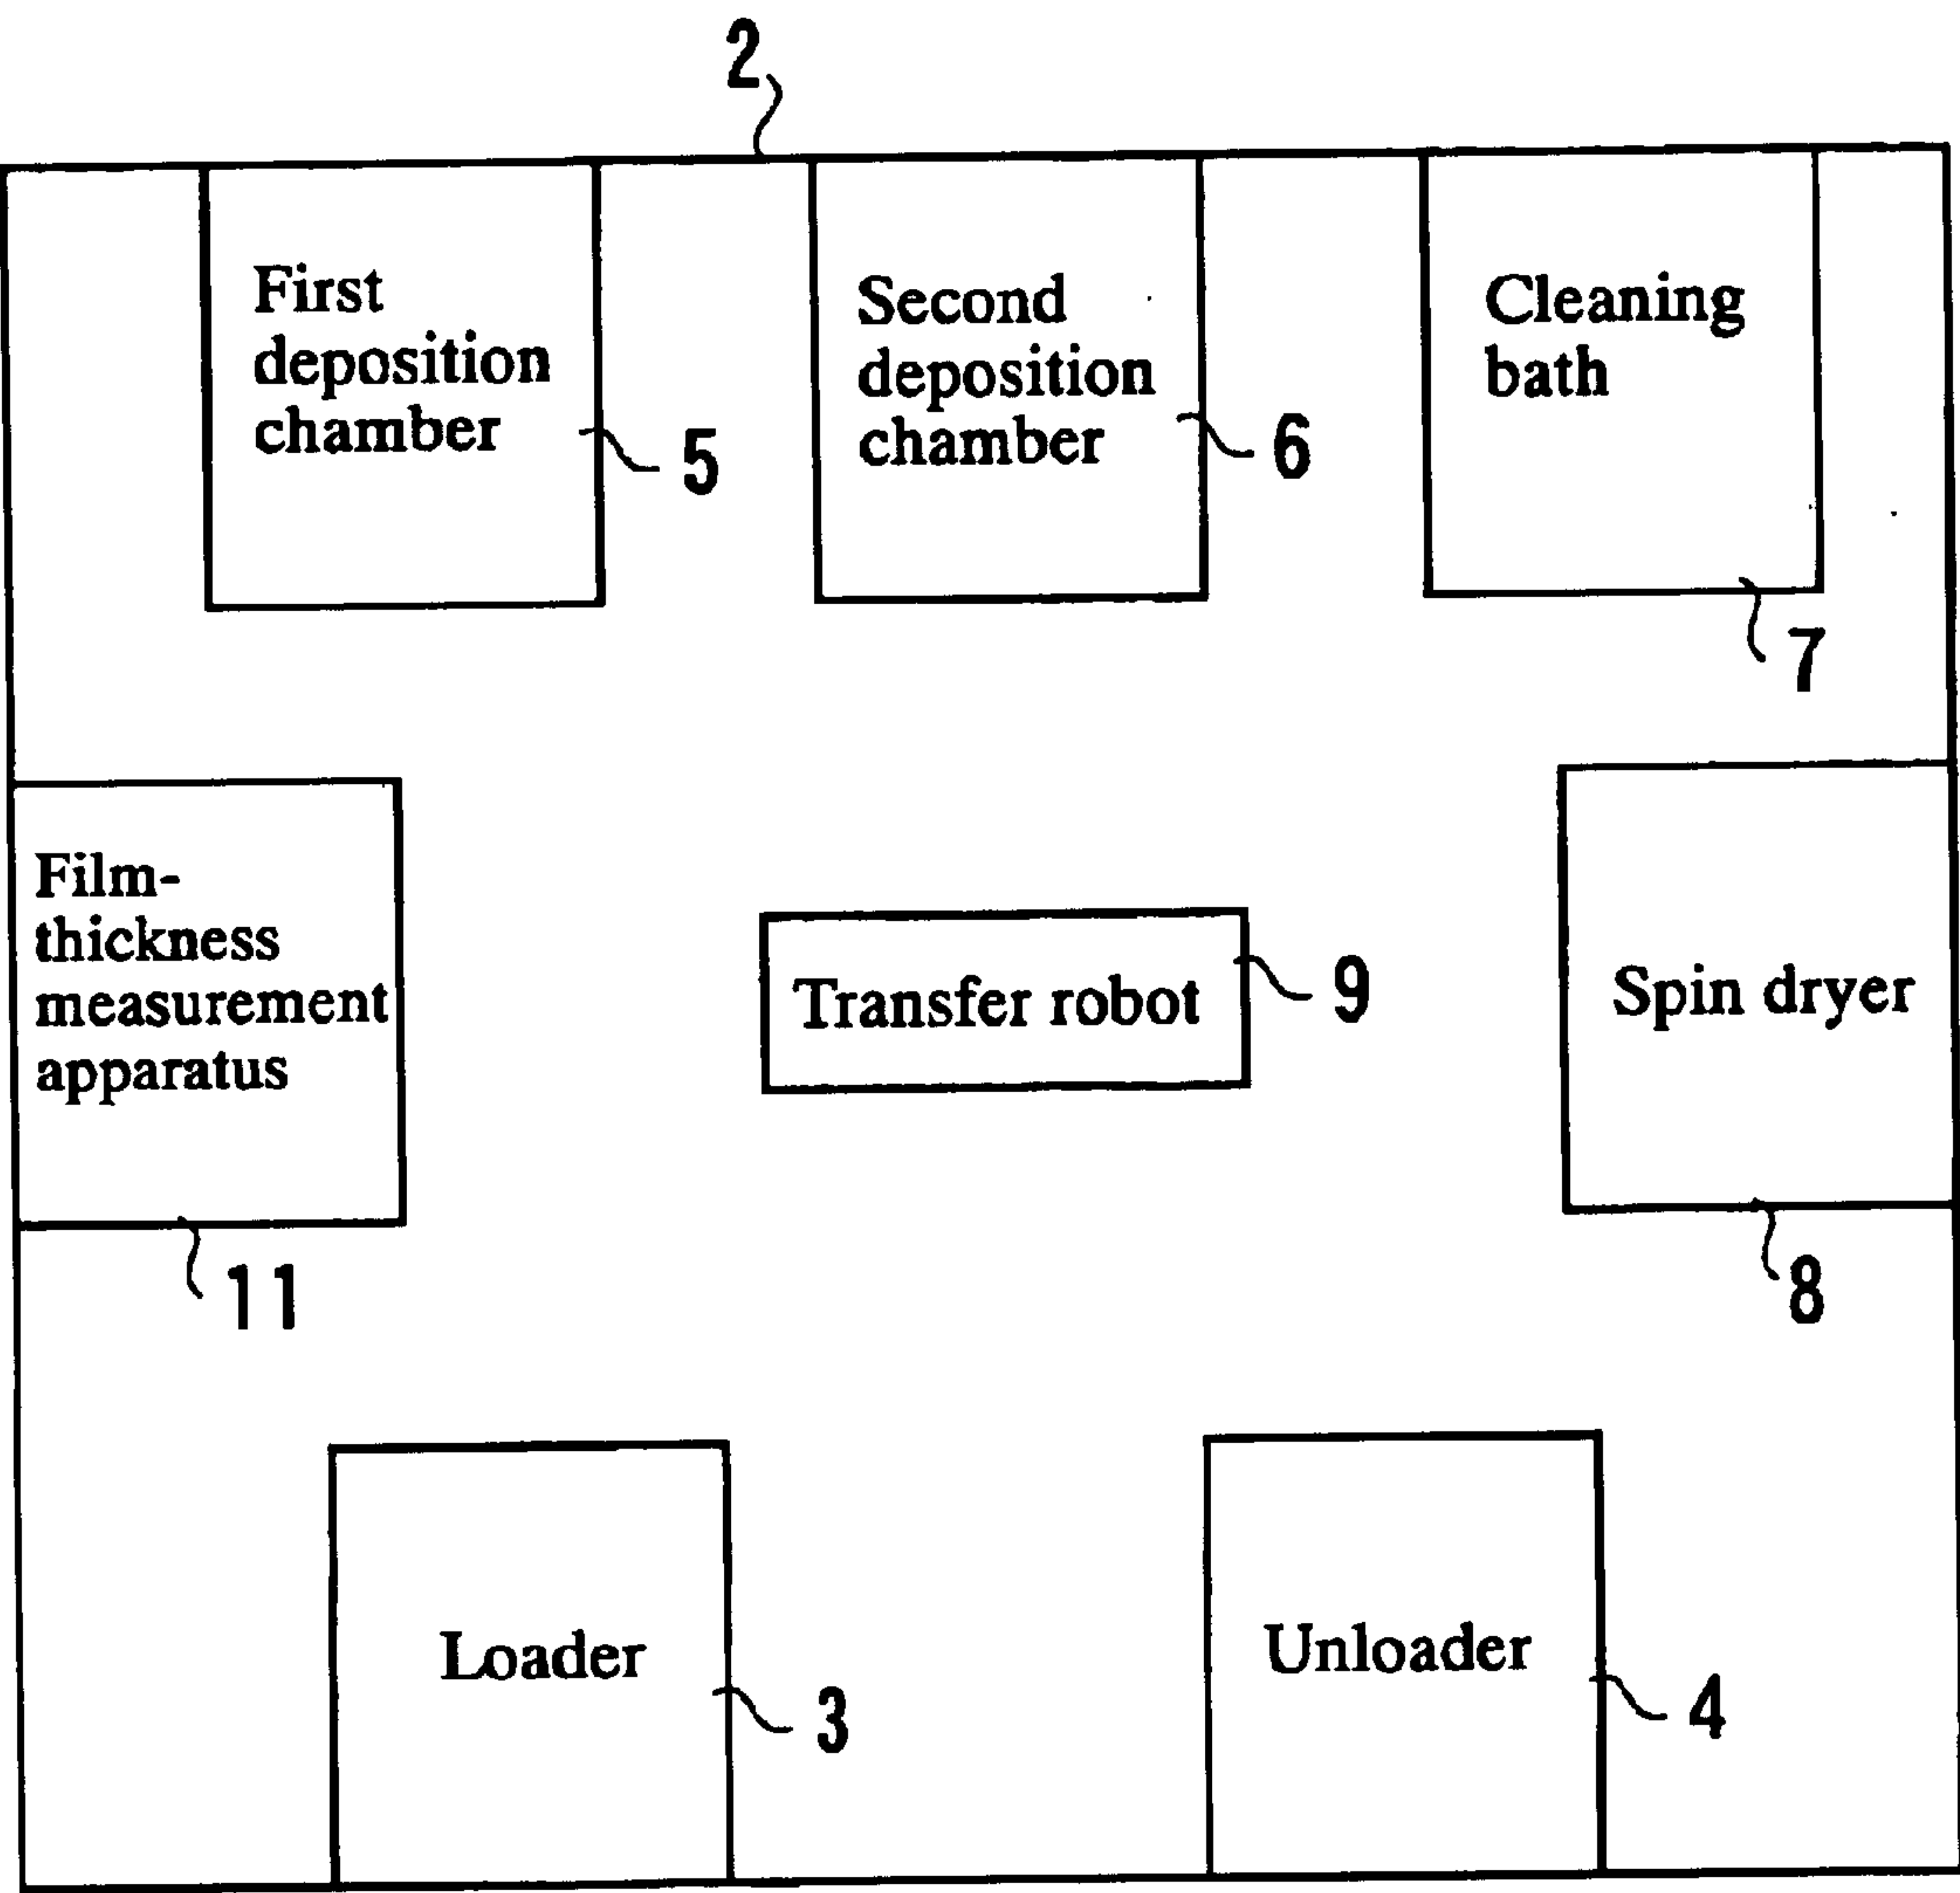 2
First
deposition
chamber
5
Second
deposition
chamber
6
Cleaning
bath
7
Film-
thickness
measurement
apparatus
11
Transfer robot
9
Spin dryer
8
Loader
3
Unloader
4